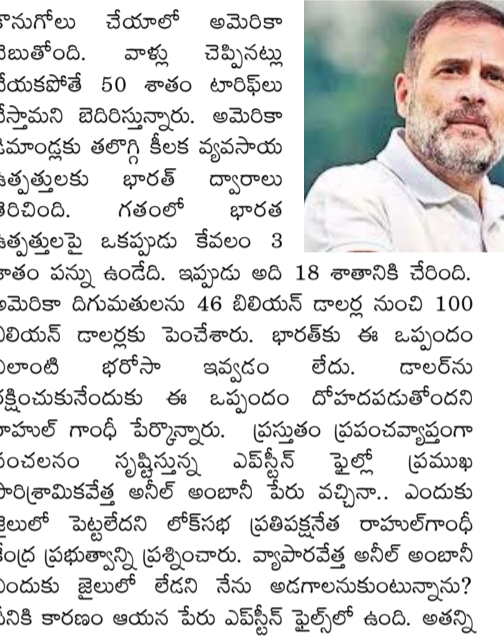 కొనుగోలు చేయాలో అమెరికా
చెబుతోంది. వాళ్లు చెప్పినట్లు
చేయకపోతే 50 శాతం టారిఫ్‌లు
వేస్తామని బెదిరిస్తున్నారు. అమెరికా
డిమాండ్లకు తలొగ్గి కీలక వ్యవసాయ
ఉత్పత్తులకు భారత్ ద్వారాలు
తెరిచింది. గతంలో భారత
ఉత్పత్తులపై ఒకప్పుడు కేవలం 3
శాతం పన్ను ఉండేది. ఇప్పుడు అది 18 శాతానికి చేరింది.
అమెరికా దిగుమతులను 46 బిలియన్ డాలర్ల నుంచి 100
బిలియన్ డాలర్లకు పెంచేశారు. భారత్‌కు ఈ ఒప్పందం
ఎలాంటి భరోసా ఇవ్వడం లేదు. డాలర్‌ను
రక్షించుకునేందుకు ఈ ఒప్పందం దోహదపడుతోందని
రాహుల్ గాంధీ పేర్కొన్నారు. ప్రస్తుతం ప్రపంచవ్యాప్తంగా
సంచలనం సృష్టిస్తున్న ఎప్‌స్టీన్ ఫైల్లో ప్రముఖ
పారిశ్రామికవేత్త అనీల్ అంబానీ పేరు వచ్చినా.. ఎందుకు
జైలులో పెట్టలేదని లోక్‌సభ ప్రతిపక్షనేత రాహుల్‌గాంధీ
కేంద్ర ప్రభుత్వాన్ని ప్రశ్నించారు. వ్యాపారవేత్త అనీల్ అంబానీ
ఎందుకు జైలులో లేడని నేను అడగాలనుకుంటున్నాను?
దీనికి కారణం ఆయన పేరు ఎప్‌స్టీన్ ఫైల్స్‌లో ఉంది. అతన్ని